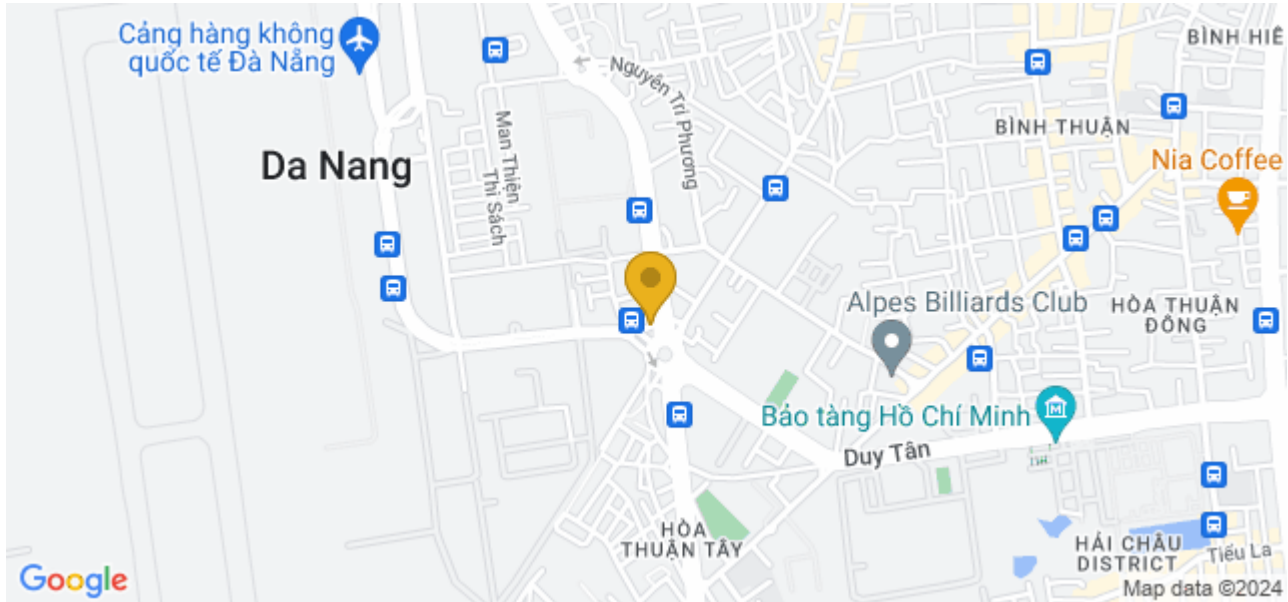 Cảng hàng không
quốc tế Đà Nẵng
Da Nang
Nguyễn Tri Phương
Man Thiện
Thi Sách
BÌNH HIÊ
BÌNH THUẬN
Nia Coffee
Alpes Billiards Club
HÒA THUẬN
ĐÔNG
Bảo tàng Hồ Chí Minh
Duy Tân
HÒA
THUẬN TÂY
HẢI CHÂU
DISTRICT
Tiểu La
Google
Map data ©2024